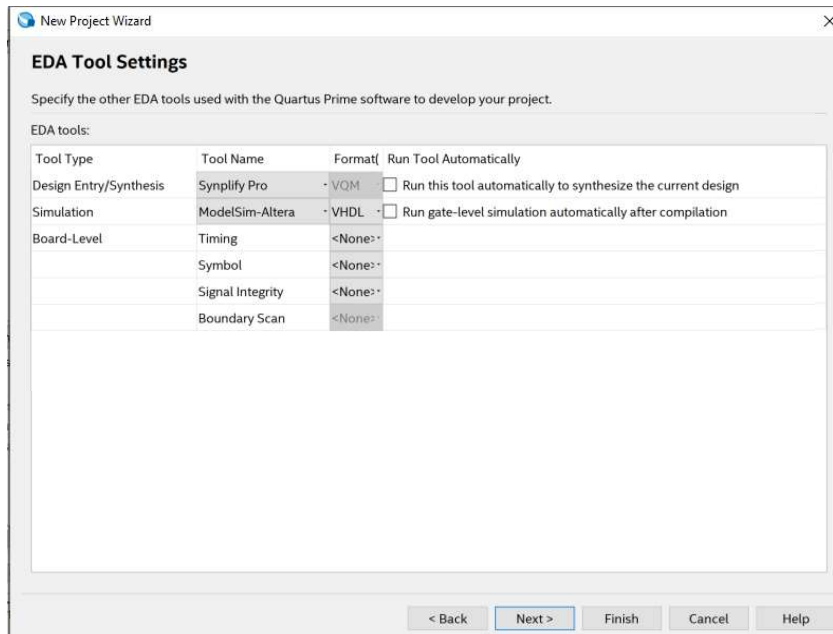 New Project Wizard
EDA Tool Settings
Specify the other EDA tools used with the Quartus Prime software to develop your project.
EDA tools:
Tool Type Tool Name Format( Run Tool Automatically
Design Entry/Synthesis Synplify Pro VQM Run this tool automatically to synthesize the current design
Simulation ModelSim-Altera VHDL Run gate-level simulation automatically after compilation
Board-Level Timing <None>
Symbol <None>
Signal Integrity <None>
Boundary Scan <None>
< Back Next > Finish Cancel Help